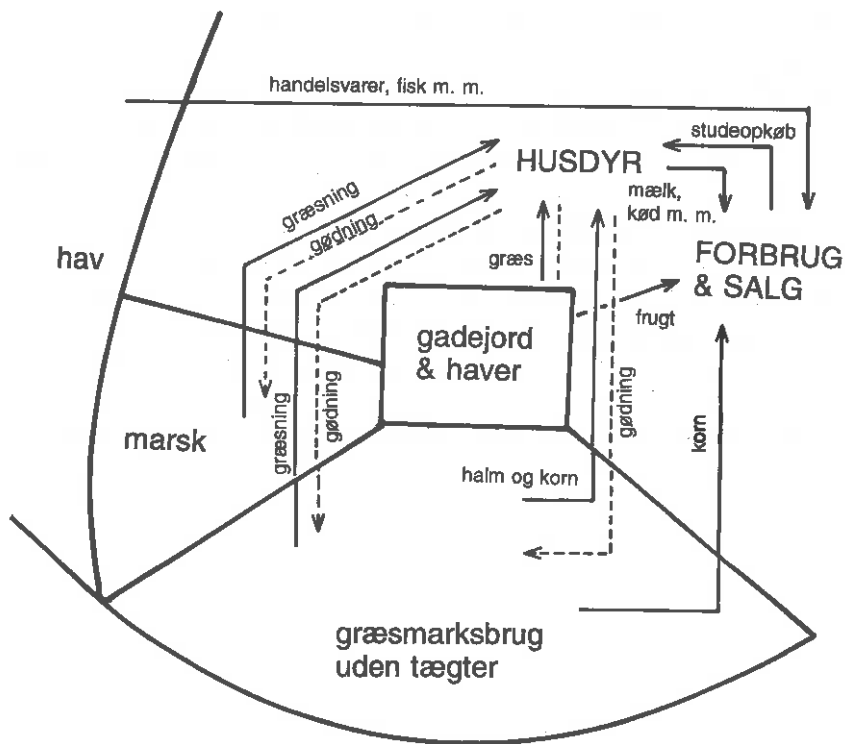 handelsvarer, fisk m. m.
studeopkøb
HUSDYR
mælk,
kød m. m.
græsning
gødning
hav
græs
FORBRUG
& SALG
frugt
gadejord
& haver
marsk
græsning
gødning
gødning
korn
halm og korn
græsmarksbrug
uden tægter